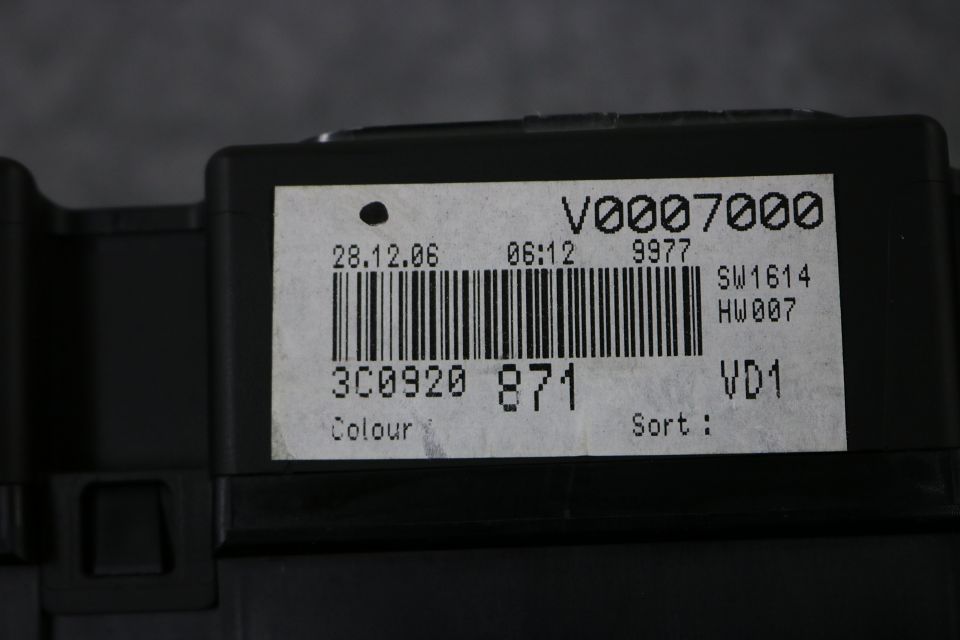 V0007000
28.12.06 06:12 9977
SW1614
HW007
3C0920 871 VD1
Colour : Sort :